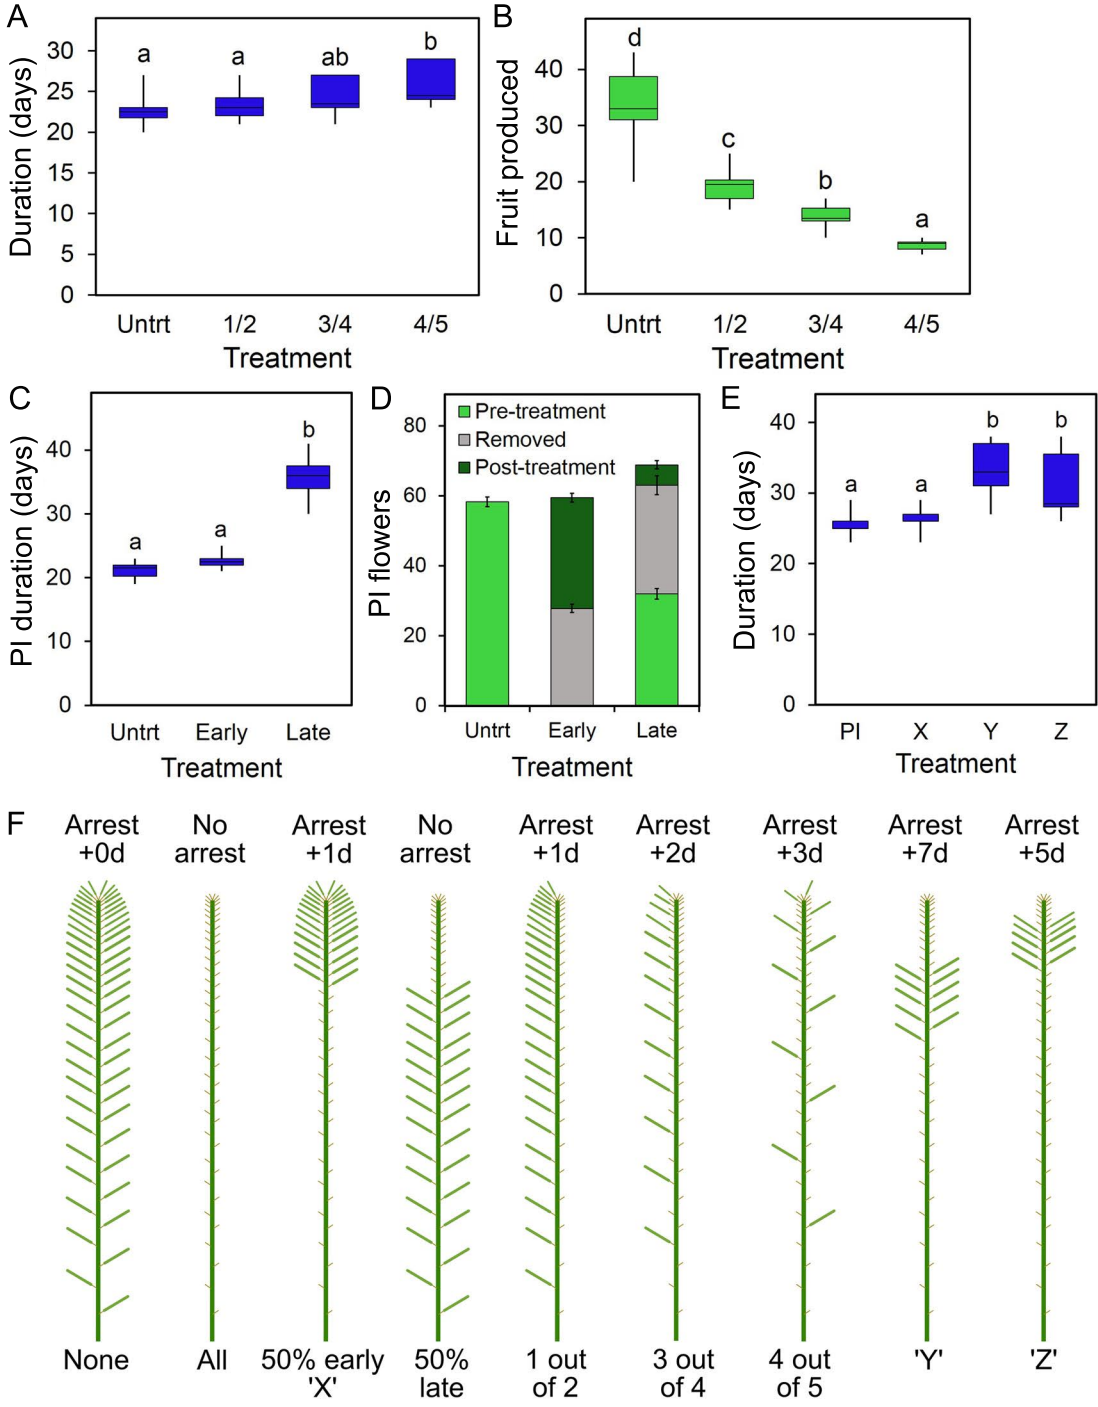 A
Duration (days)
30
25
20
15
10
5
0
a
a
ab
b
Untrt
1/2
3/4
4/5
Treatment
B
Fruit produced
40
30
20
10
0
d
c
b
a
Untrt
1/2
3/4
4/5
Treatment
C
PI duration (days)
40
30
20
10
0
a
a
b
Untrt
Early
Late
Treatment
D
PI flowers
80
60
40
20
0
Pre-treatment
Removed
Post-treatment
Untrt
Early
Late
Treatment
E
Duration (days)
40
30
20
10
0
a
a
b
b
PI
X
Y
Z
Treatment
F
Arrest
+0d
No
arrest
Arrest
+1d
No
arrest
Arrest
+1d
Arrest
+2d
Arrest
+3d
Arrest
+7d
Arrest
+5d
None
All
50% early
'X'
50%
late
1 out
of 2
3 out
of 4
4 out
of 5
'Y'
'Z'